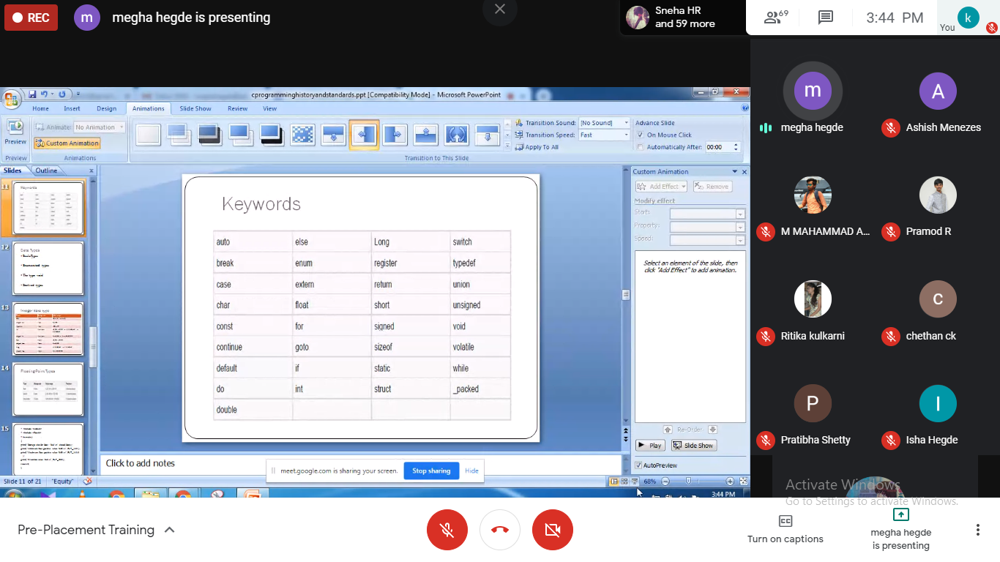 REC
m
megha hegde is presenting
Sneha HR
and 59 more
69
3:44 PM
You
k
cprogramminghistoryandstandards.ppt [Compatibility Mode] - Microsoft PowerPoint
Home Insert Design Animations Slide Show Review View
Preview
Animate: No Animation
Custom Animation
Transition Sound: [No Sound]
Transition Speed: Fast
Apply To All
Advance Slide
On Mouse Click
Automatically After: 00:00
Preview Animations Transition to This Slide
Slides Outline
11
Keywords
12
Data Types
13
14
Floating-Point Types
15
Keywords
auto else Long switch
break enum register typedef
case extern return union
char float short unsigned
const for signed void
continue goto sizeof volatile
default if static while
do int struct _packed
double
Custom Animation
Add Effect Remove
Modify effect
Start:
Property:
Speed:
Select an element of the slide, then
click "Add Effect" to add animation.
Re-Order
Play Slide Show
AutoPreview
Click to add notes
meet.google.com is sharing your screen. Stop sharing Hide
Slide 11 of 21 "Equity" 68%
3:44 PM
m
megha hegde
A
Ashish Menezes
M MAHAMMAD A...
Pramod R
Ritika kulkarni
c
chethan ck
P
Pratibha Shetty
I
Isha Hegde
Activate Windows
Go to Settings to activate Windows.
Pre-Placement Training
CC
Turn on captions
megha hegde
is presenting